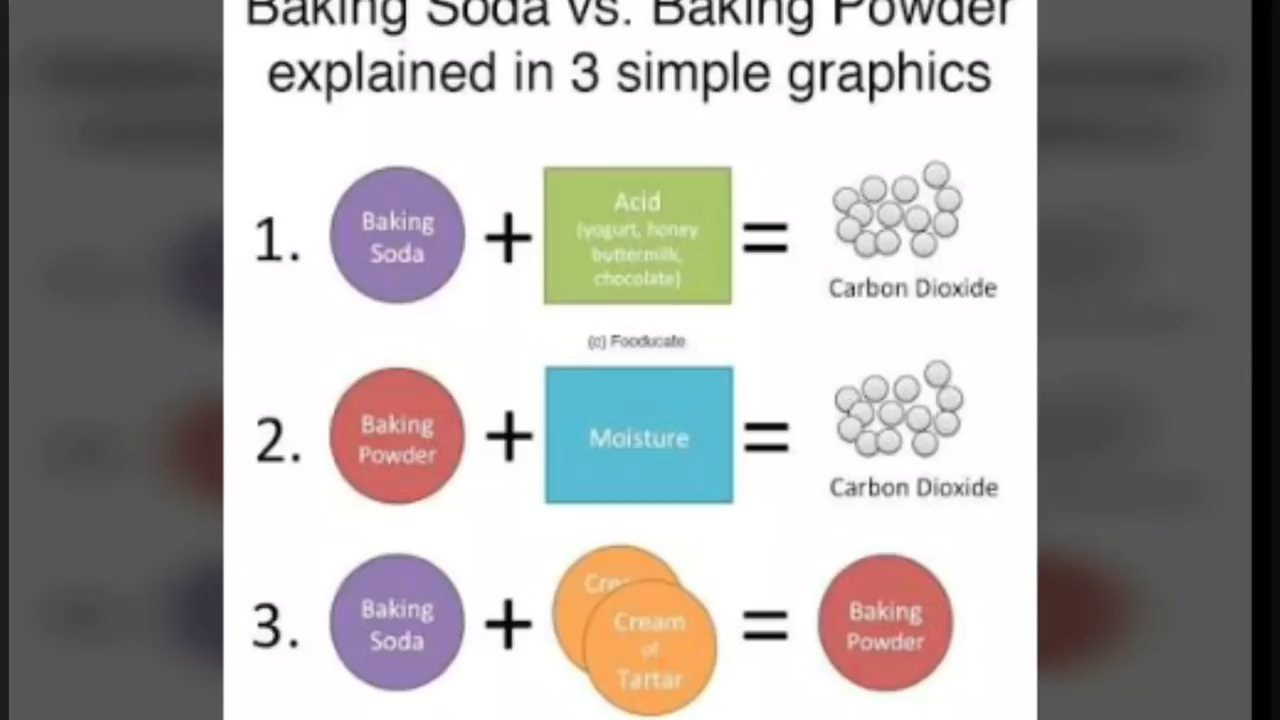 Baking Soda vs. Baking Powder
explained in 3 simple graphics
1.
Baking
Soda
+
Acid
(yogurt, honey
buttermilk,
chocolate)
=
Carbon Dioxide
(c) Fooducate
2.
Baking
Powder
+
Moisture
=
Carbon Dioxide
3.
Baking
Soda
+
Cre
Cream
of
Tartar
=
Baking
Powder